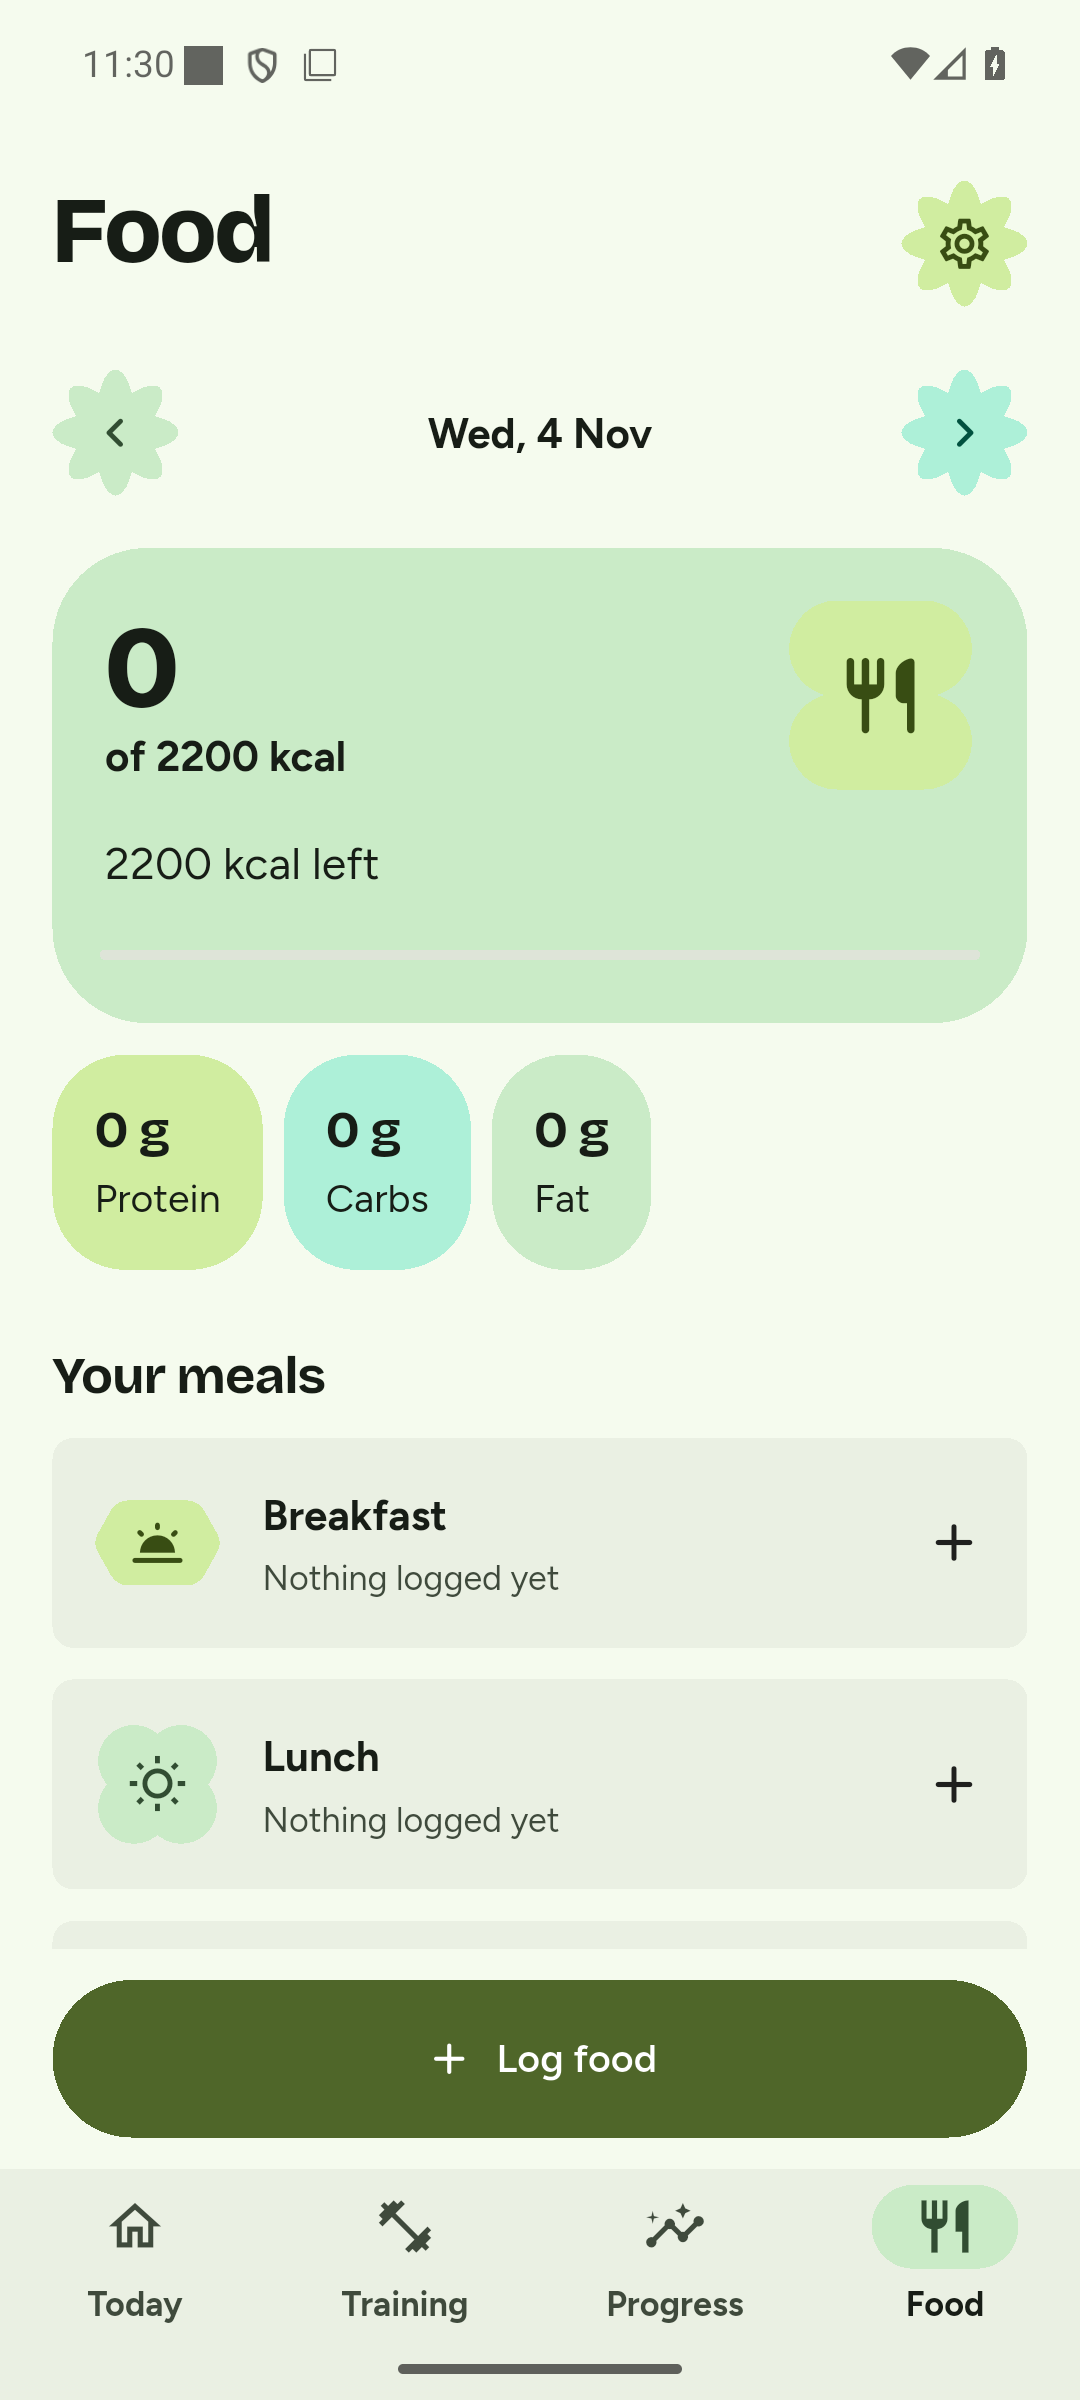 11:30
Food
Wed, 4 Nov
0
of 2200 kcal
2200 kcal left
0 g
Protein
0 g
Carbs
0 g
Fat
Your meals
Breakfast
Nothing logged yet
Lunch
Nothing logged yet
Log food
Today
Training
Progress
Food